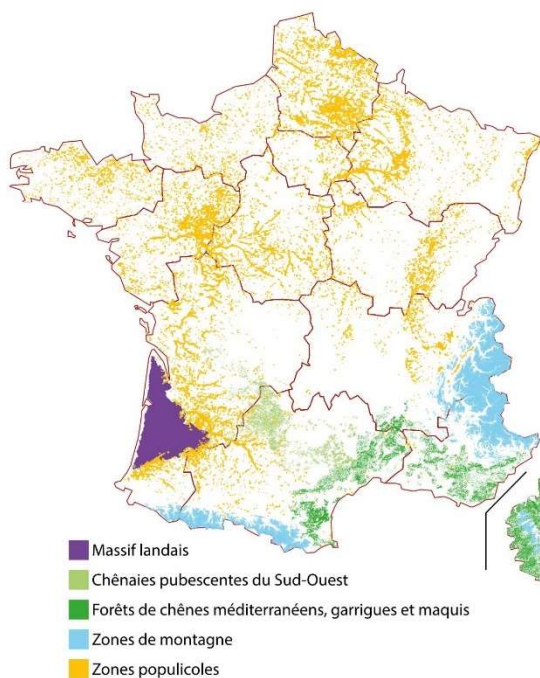 Massif landais
Chênaies pubescentes du Sud-Ouest
Forêts de chênes méditerranéens, garrigues et maquis
Zones de montagne
Zones populicoles